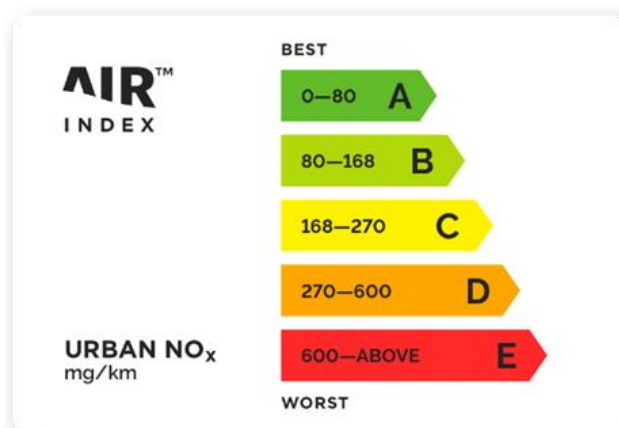 AIR™
INDEX
BEST
0—80 A
80—168 B
168—270 C
270—600 D
600—ABOVE E
WORST
URBAN NOx
mg/km